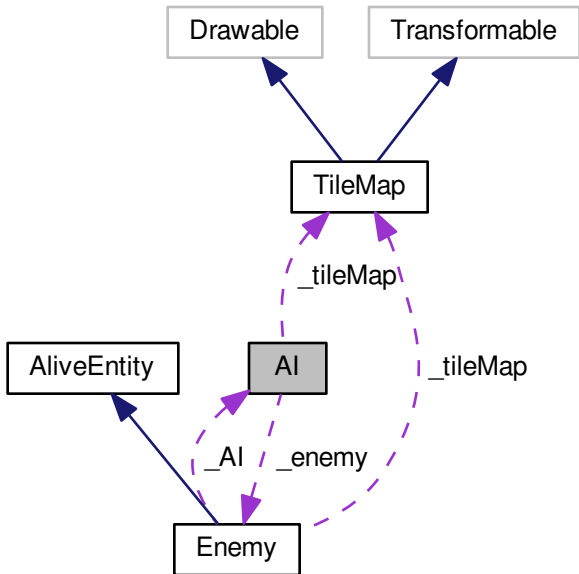 Drawable
Transformable
TileMap
_tileMap
AliveEntity
AI
_tileMap
_AI
_enemy
Enemy